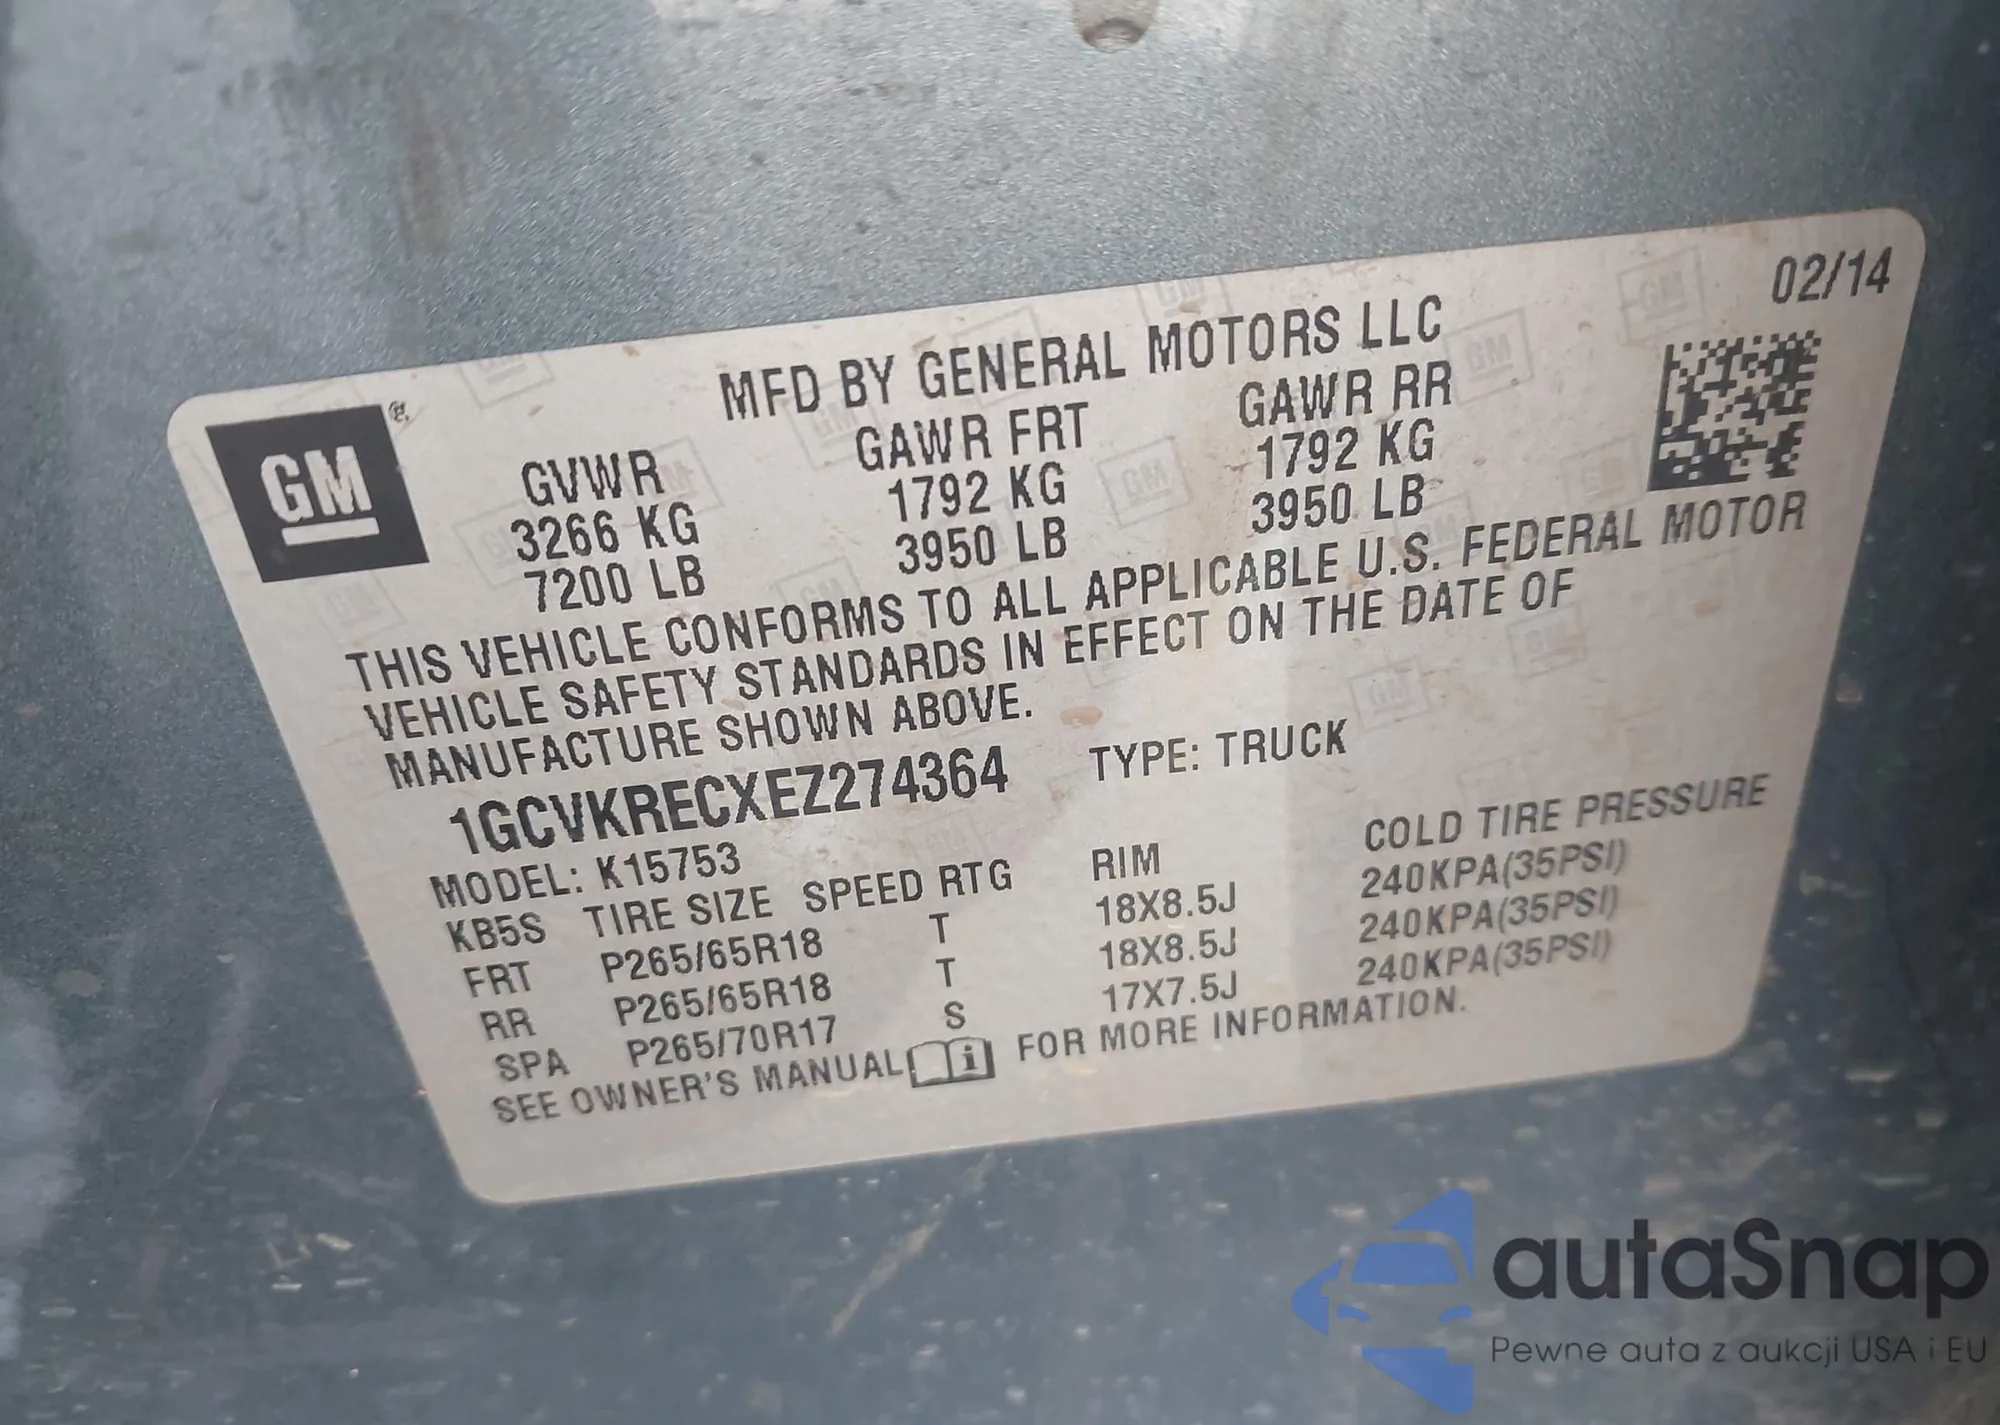 02/14
MFD BY GENERAL MOTORS LLC
GM
GVWR GAWR FRT GAWR RR
3266 KG 1792 KG 1792 KG
7200 LB 3950 LB 3950 LB
THIS VEHICLE CONFORMS TO ALL APPLICABLE U.S. FEDERAL MOTOR
VEHICLE SAFETY STANDARDS IN EFFECT ON THE DATE OF
MANUFACTURE SHOWN ABOVE.
1GCVKRECXEZ274364 TYPE: TRUCK
MODEL: K15753
KB5S TIRE SIZE SPEED RTG RIM COLD TIRE PRESSURE
FRT P265/65R18 T 18X8.5J 240KPA(35PSI)
RR P265/65R18 T 18X8.5J 240KPA(35PSI)
SPA P265/70R17 S 17X7.5J 240KPA(35PSI)
SEE OWNER'S MANUAL i FOR MORE INFORMATION.
autaSnap
Pewne auta z aukcji USA i EU